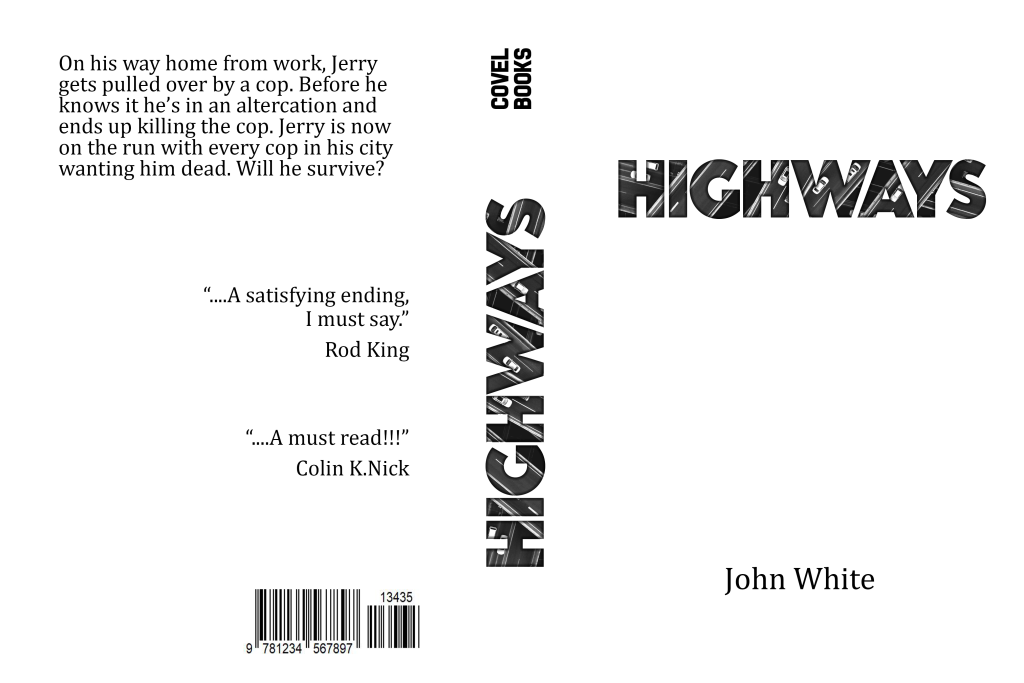 On his way home from work, Jerry
gets pulled over by a cop. Before he
knows it he’s in an altercation and
ends up killing the cop. Jerry is now
on the run with every cop in his city
wanting him dead. Will he survive?
“....A satisfying ending,
I must say.”
Rod King
“....A must read!!!”
Colin K.Nick
13435
9 781234 567897
COVEL
BOOKS
HIGHWAYS
HIGHWAYS
John White